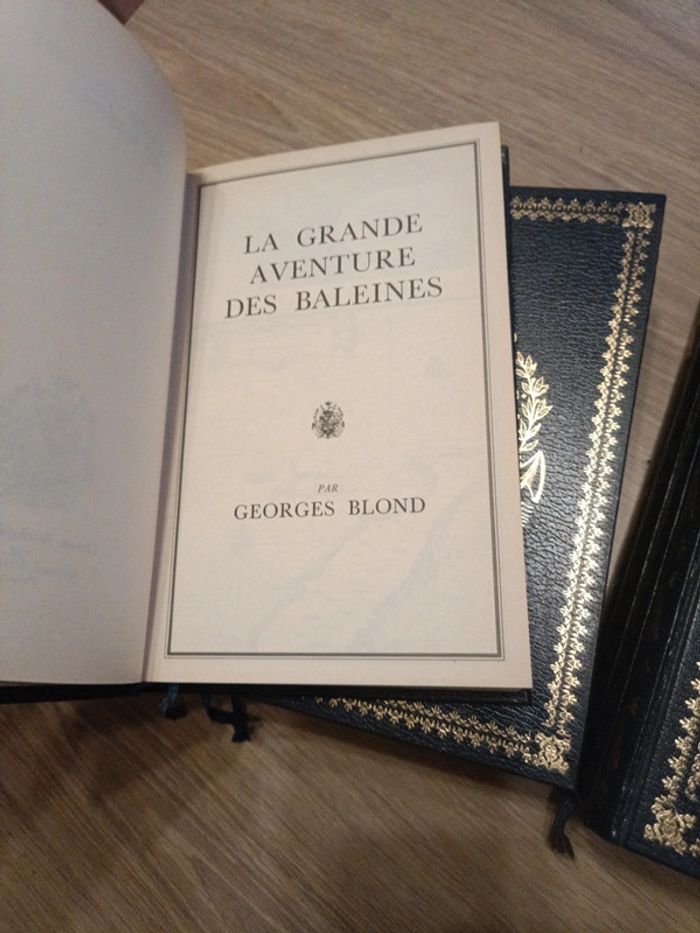 LA GRANDE
AVENTURE
DES BALEINES
PAR
GEORGES BLOND